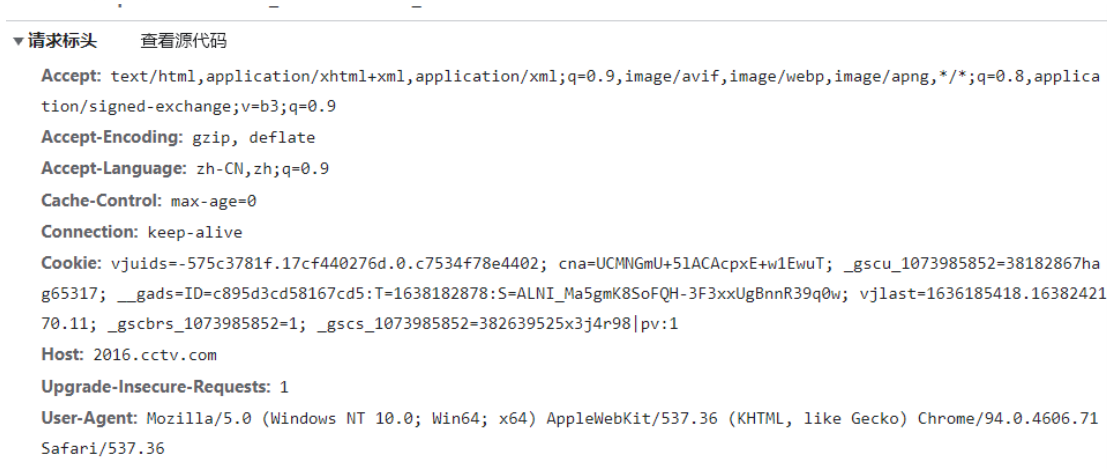 ▼请求标头 查看源代码
Accept: text/html,application/xhtml+xml,application/xml;q=0.9,image/avif,image/webp,image/apng,*/*;q=0.8,applica
tion/signed-exchange;v=b3;q=0.9
Accept-Encoding: gzip, deflate
Accept-Language: zh-CN,zh;q=0.9
Cache-Control: max-age=0
Connection: keep-alive
Cookie: vjuids=-575c3781f.17cf440276d.0.c7534f78e4402; cna=UCMNGmU+5lACAcpxE+w1EwuT; _gscu_1073985852=38182867ha
g65317; __gads=ID=c895d3cd58167cd5:T=1638182878:S=ALNI_Ma5gmK8SoFQH-3F3xxUgBnnR39q0w; vjlast=1636185418.16382421
70.11; _gscbrs_1073985852=1; _gscs_1073985852=382639525x3j4r98|pv:1
Host: 2016.cctv.com
Upgrade-Insecure-Requests: 1
User-Agent: Mozilla/5.0 (Windows NT 10.0; Win64; x64) AppleWebKit/537.36 (KHTML, like Gecko) Chrome/94.0.4606.71
Safari/537.36